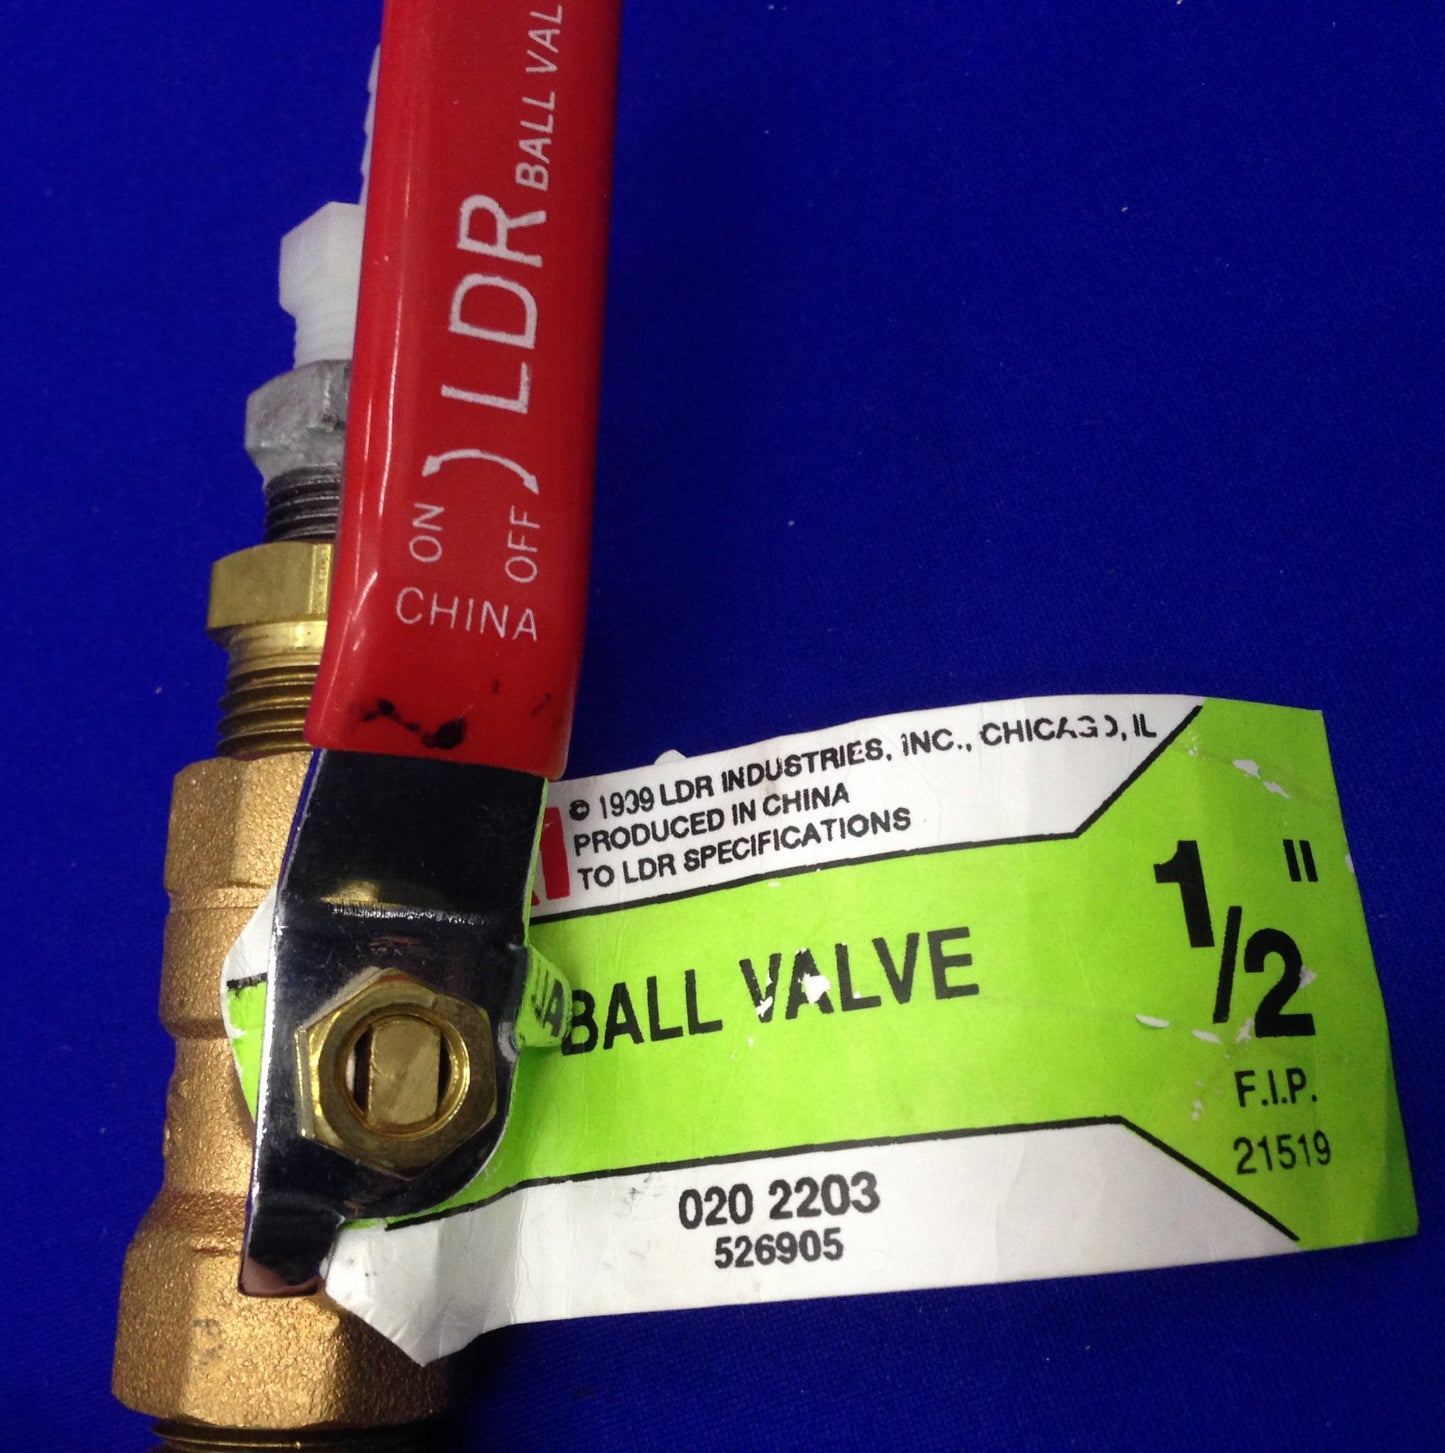 LDR BALL VAL
ON
OFF
CHINA
© 1999 LDR INDUSTRIES, INC., CHICAGO, IL
PRODUCED IN CHINA
TO LDR SPECIFICATIONS
BALL VALVE
1/2"
F.I.P.
21519
020 2203
526905